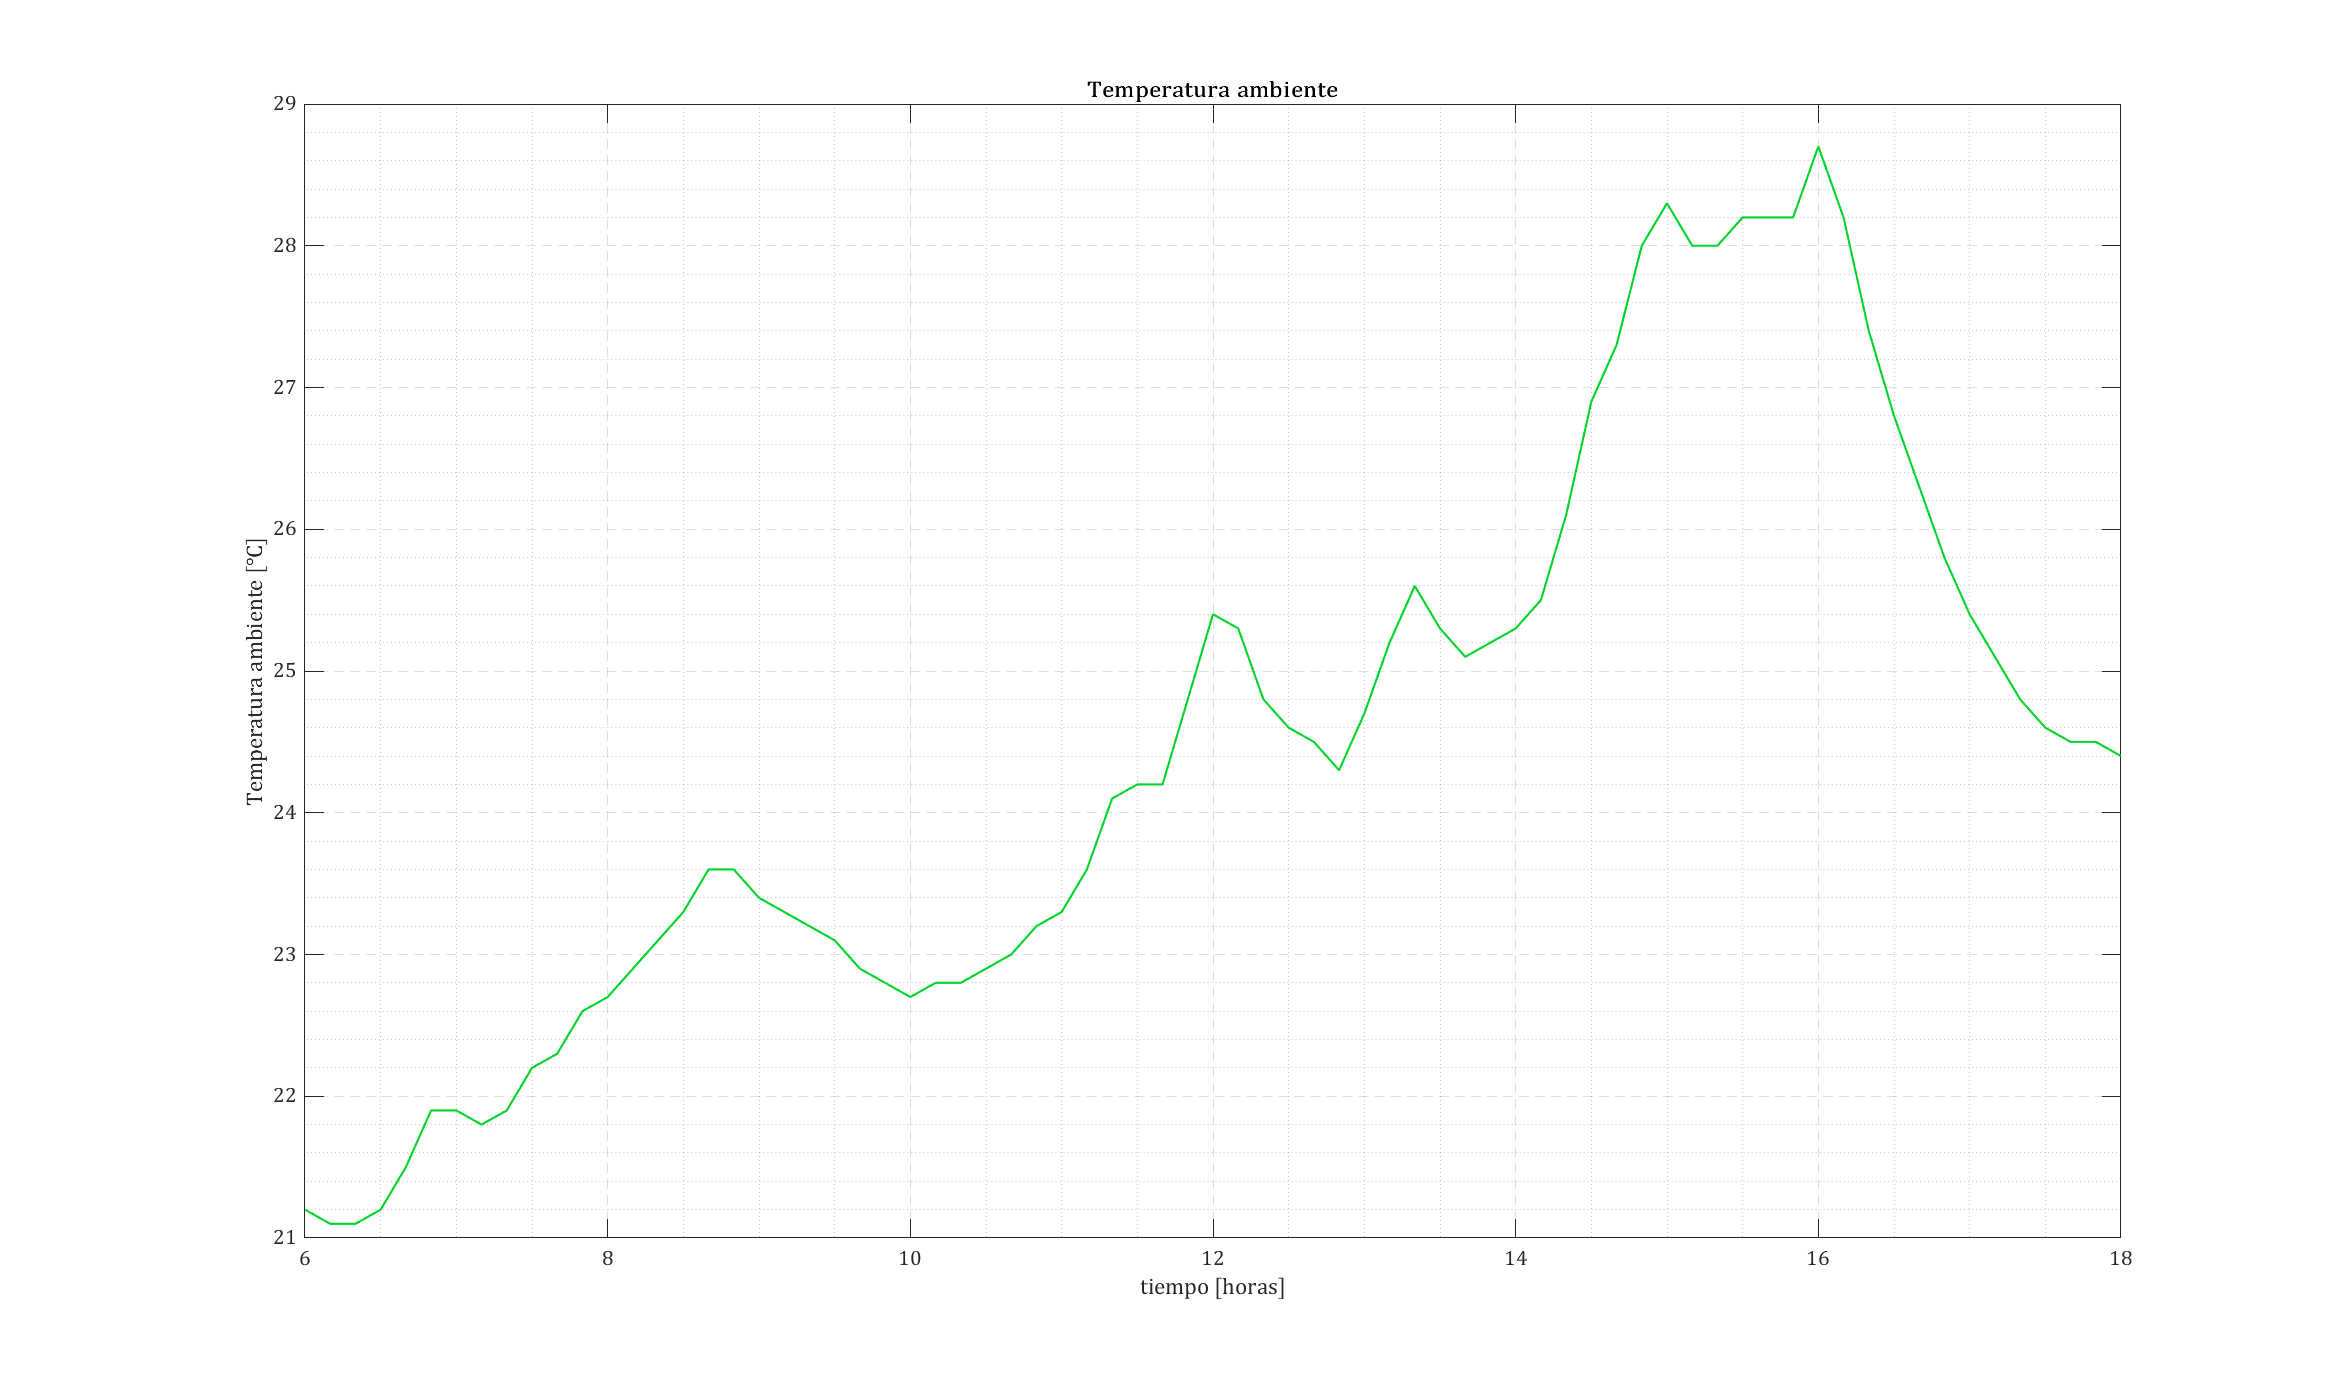 Temperatura ambiente
29
28
27
26
25
24
23
22
21
Temperatura ambiente [°C]
6 8 10 12 14 16 18
tiempo [horas]